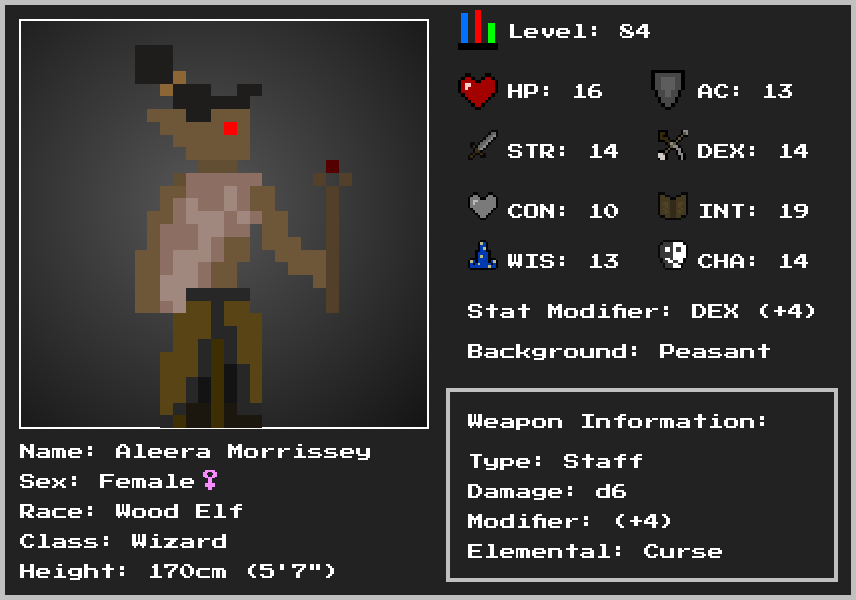 Level: 84
HP: 16
AC: 13
STR: 14
DEX: 14
CON: 10
INT: 19
WIS: 13
CHA: 14
Stat Modifier: DEX (+4)
Background: Peasant
Weapon Information:
Type: Staff
Damage: d6
Modifier: (+4)
Elemental: Curse
Name: Aleera Morrissey
Sex: Female♀
Race: Wood Elf
Class: Wizard
Height: 170cm (5'7")